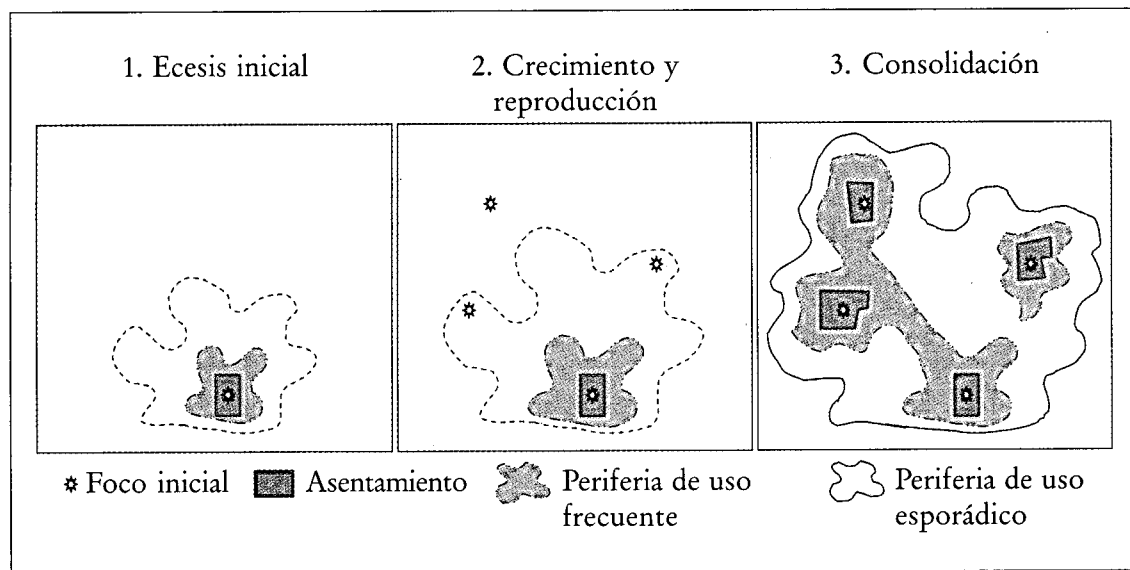 1. Ecesis inicial
2. Crecimiento y
reproducción
3. Consolidación
Foco inicial
Asentamiento
Periferia de uso
frecuente
Periferia de uso
esporádico